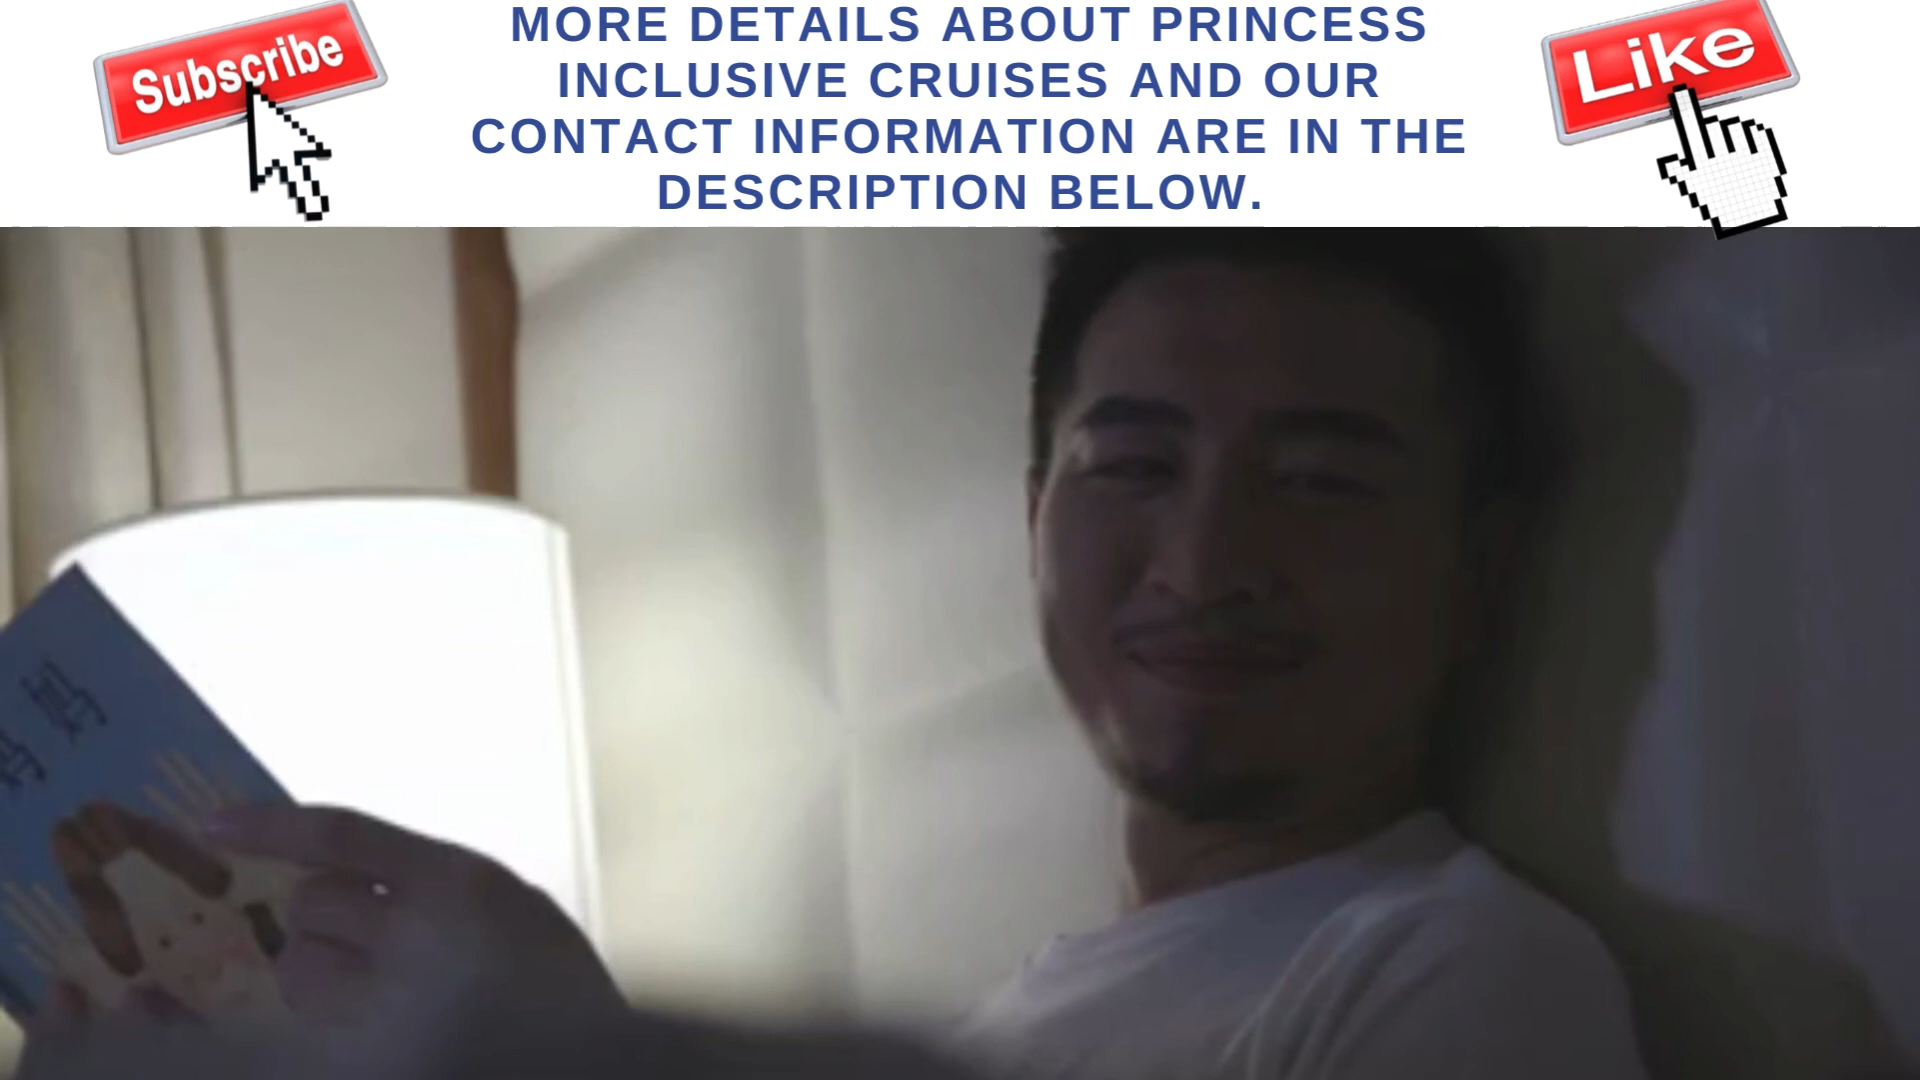 Subscribe
MORE DETAILS ABOUT PRINCESS
INCLUSIVE CRUISES AND OUR
CONTACT INFORMATION ARE IN THE
DESCRIPTION BELOW.
Like